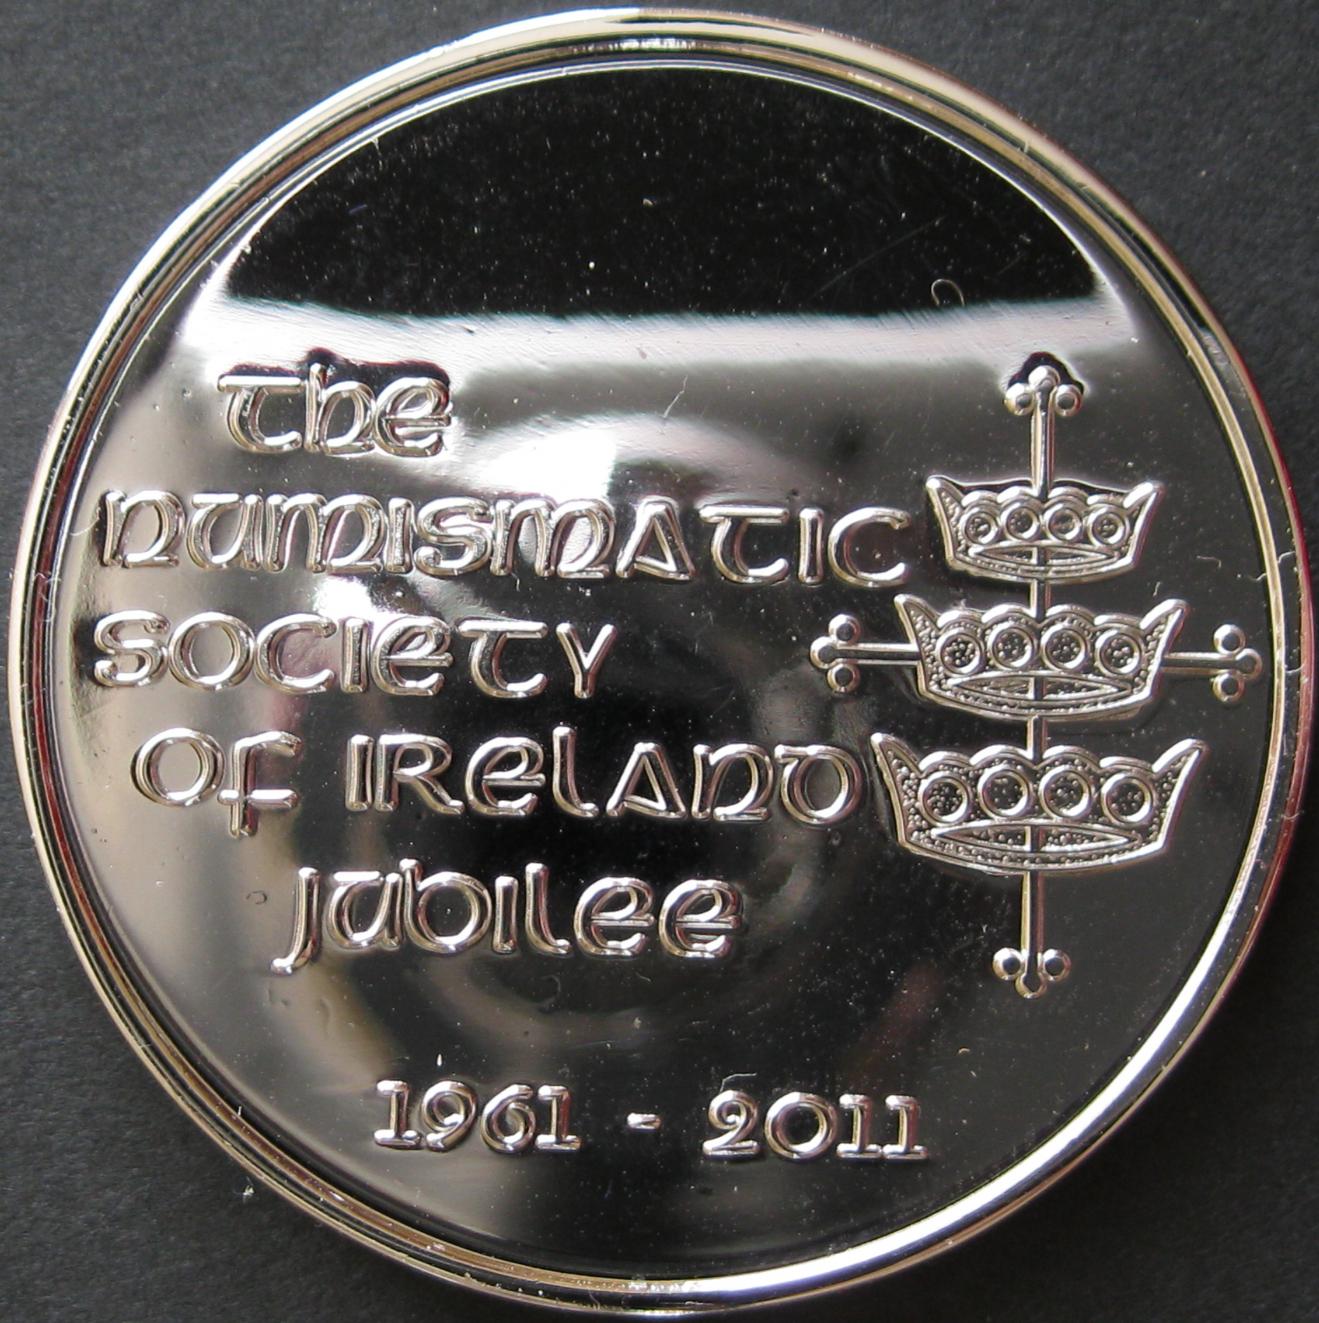 The
NUMISMATIC
SOCIETY
OF IRELAND
JUBILEE
1961 - 2011